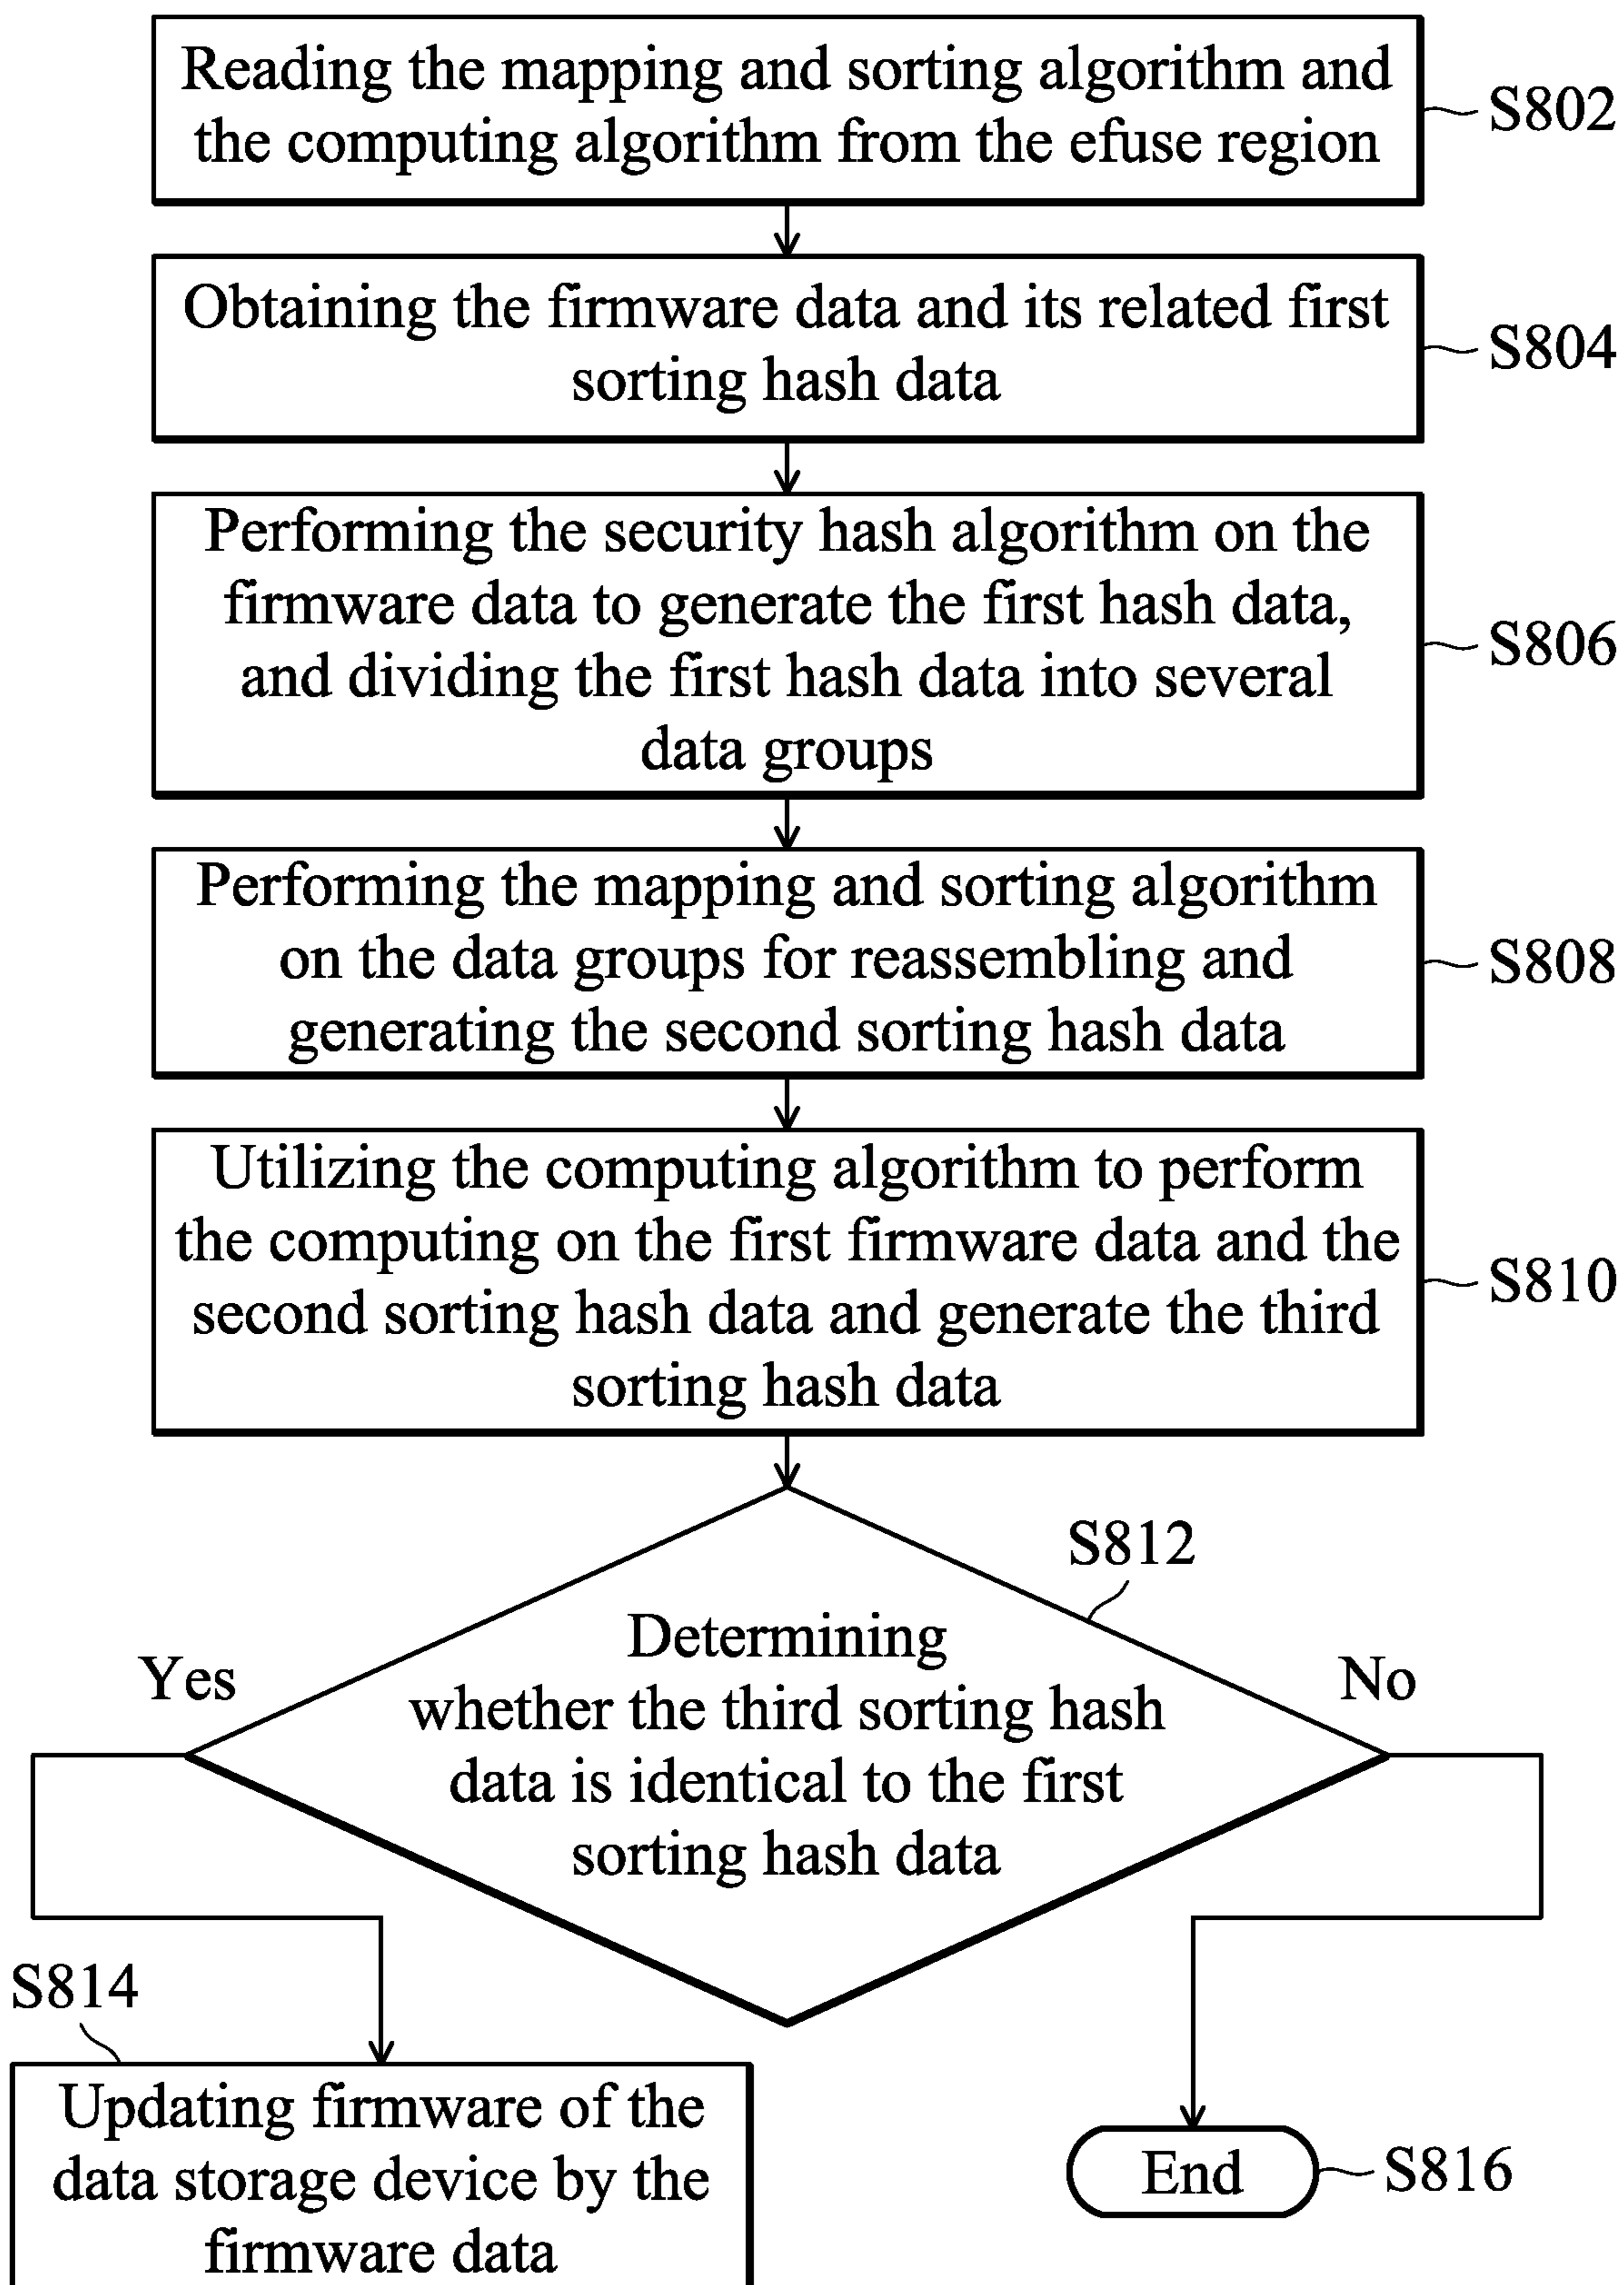 Reading the mapping and sorting algorithm and
the computing algorithm from the efuse region
S802
Obtaining the firmware data and its related first
sorting hash data
S804
Performing the security hash algorithm on the
firmware data to generate the first hash data,
and dividing the first hash data into several
data groups
S806
Performing the mapping and sorting algorithm
on the data groups for reassembling and
generating the second sorting hash data
S808
Utilizing the computing algorithm to perform
the computing on the first firmware data and the
second sorting hash data and generate the third
sorting hash data
S810
S812
Determining
whether the third sorting hash
data is identical to the first
sorting hash data
Yes
No
S814
Updating firmware of the
data storage device by the
firmware data
End
S816